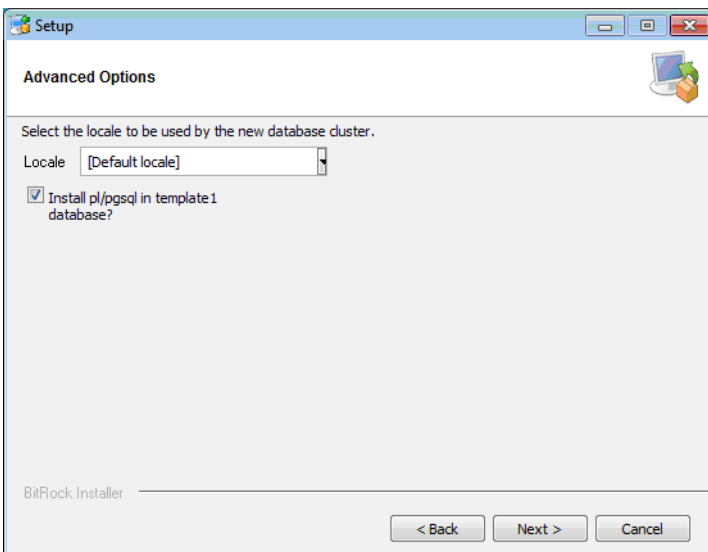 Setup
Advanced Options
Select the locale to be used by the new database cluster.
Locale [Default locale]
Install pl/pgsql in template1
database?
BitRock Installer
< Back Next > Cancel